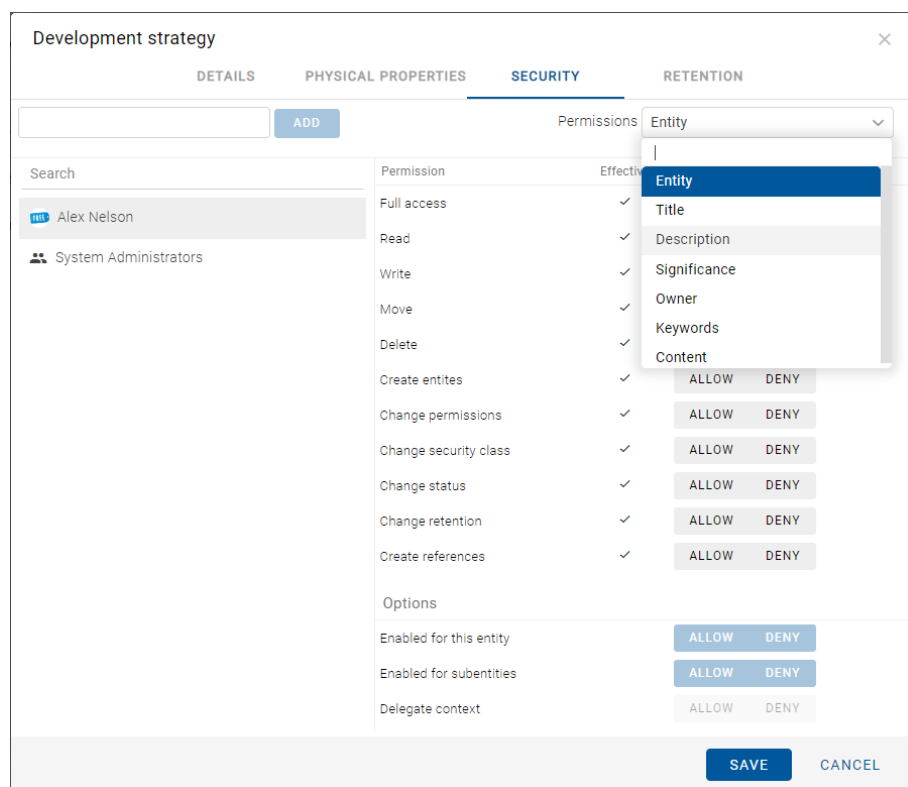 Development strategy
DETAILS PHYSICAL PROPERTIES SECURITY RETENTION
ADD Permissions Entity
Search
Alex Nelson
System Administrators
Permission Effectiv
Full access
Read
Write
Move
Delete
Create entites ALLOW DENY
Change permissions ALLOW DENY
Change security class ALLOW DENY
Change status ALLOW DENY
Change retention ALLOW DENY
Create references ALLOW DENY
Options
Enabled for this entity ALLOW DENY
Enabled for subentities ALLOW DENY
Delegate context ALLOW DENY
Entity
Title
Description
Significance
Owner
Keywords
Content
SAVE CANCEL